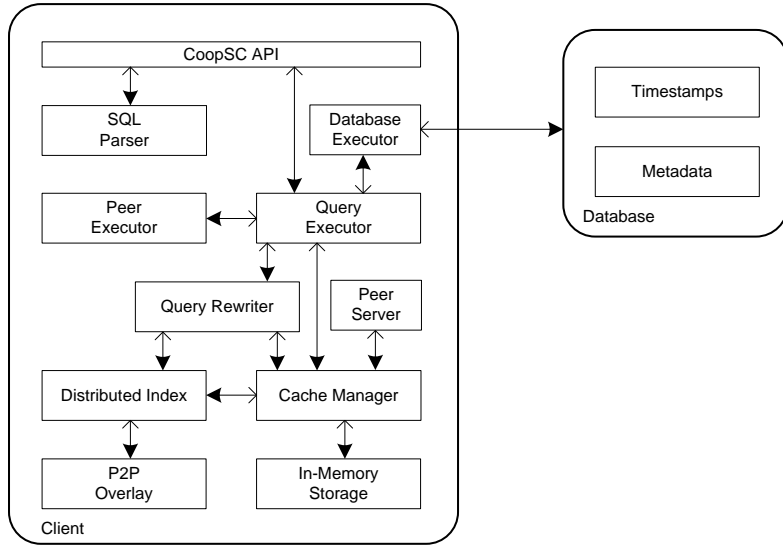 CoopSC API
SQL
Parser
Database
Executor
Timestamps
Metadata
Database
Peer
Executor
Query
Executor
Query Rewriter
Peer
Server
Distributed Index
Cache Manager
P2P
Overlay
In-Memory
Storage
Client